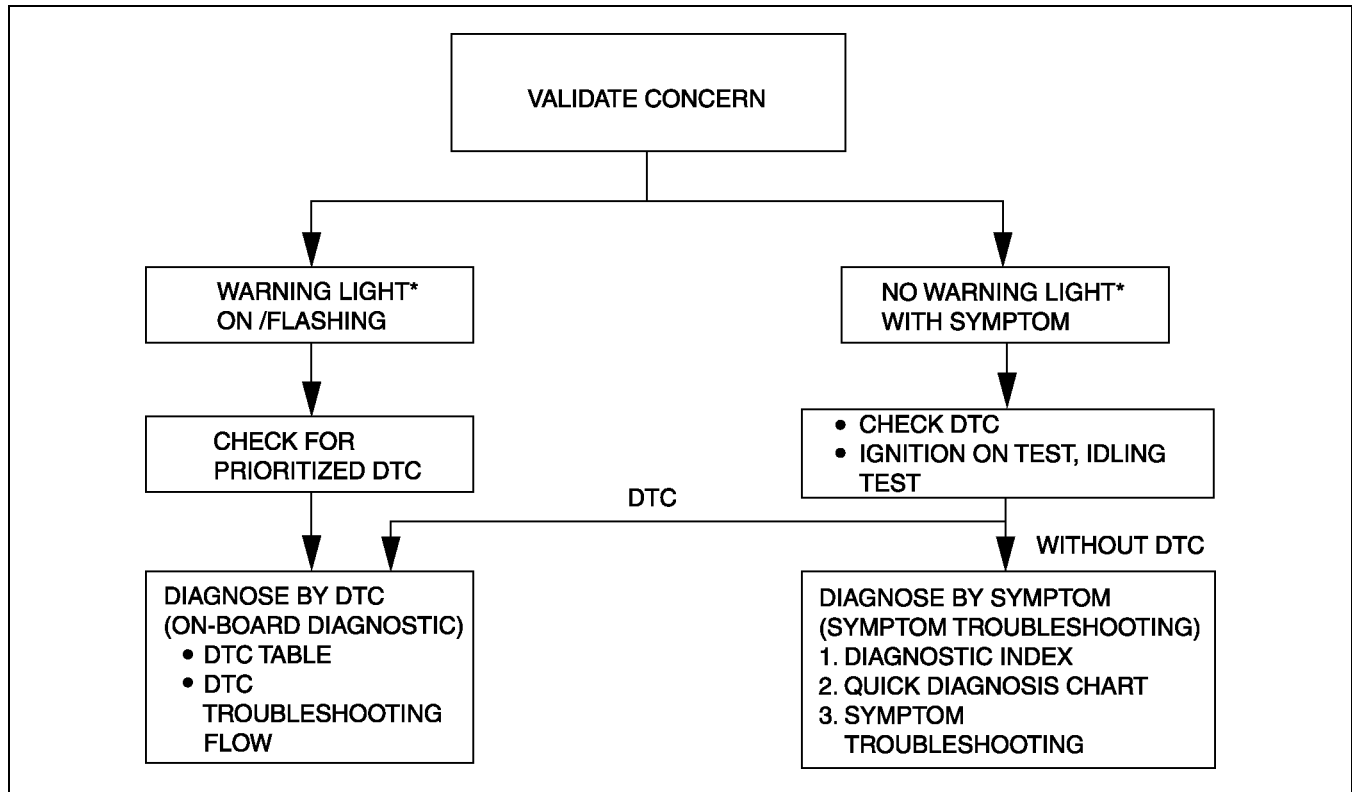 VALIDATE CONCERN
WARNING LIGHT*
ON /FLASHING
NO WARNING LIGHT*
WITH SYMPTOM
CHECK FOR
PRIORITIZED DTC
• CHECK DTC
• IGNITION ON TEST, IDLING
TEST
DTC
WITHOUT DTC
DIAGNOSE BY DTC
(ON-BOARD DIAGNOSTIC)
• DTC TABLE
• DTC
TROUBLESHOOTING
FLOW
DIAGNOSE BY SYMPTOM
(SYMPTOM TROUBLESHOOTING)
1. DIAGNOSTIC INDEX
2. QUICK DIAGNOSIS CHART
3. SYMPTOM
TROUBLESHOOTING